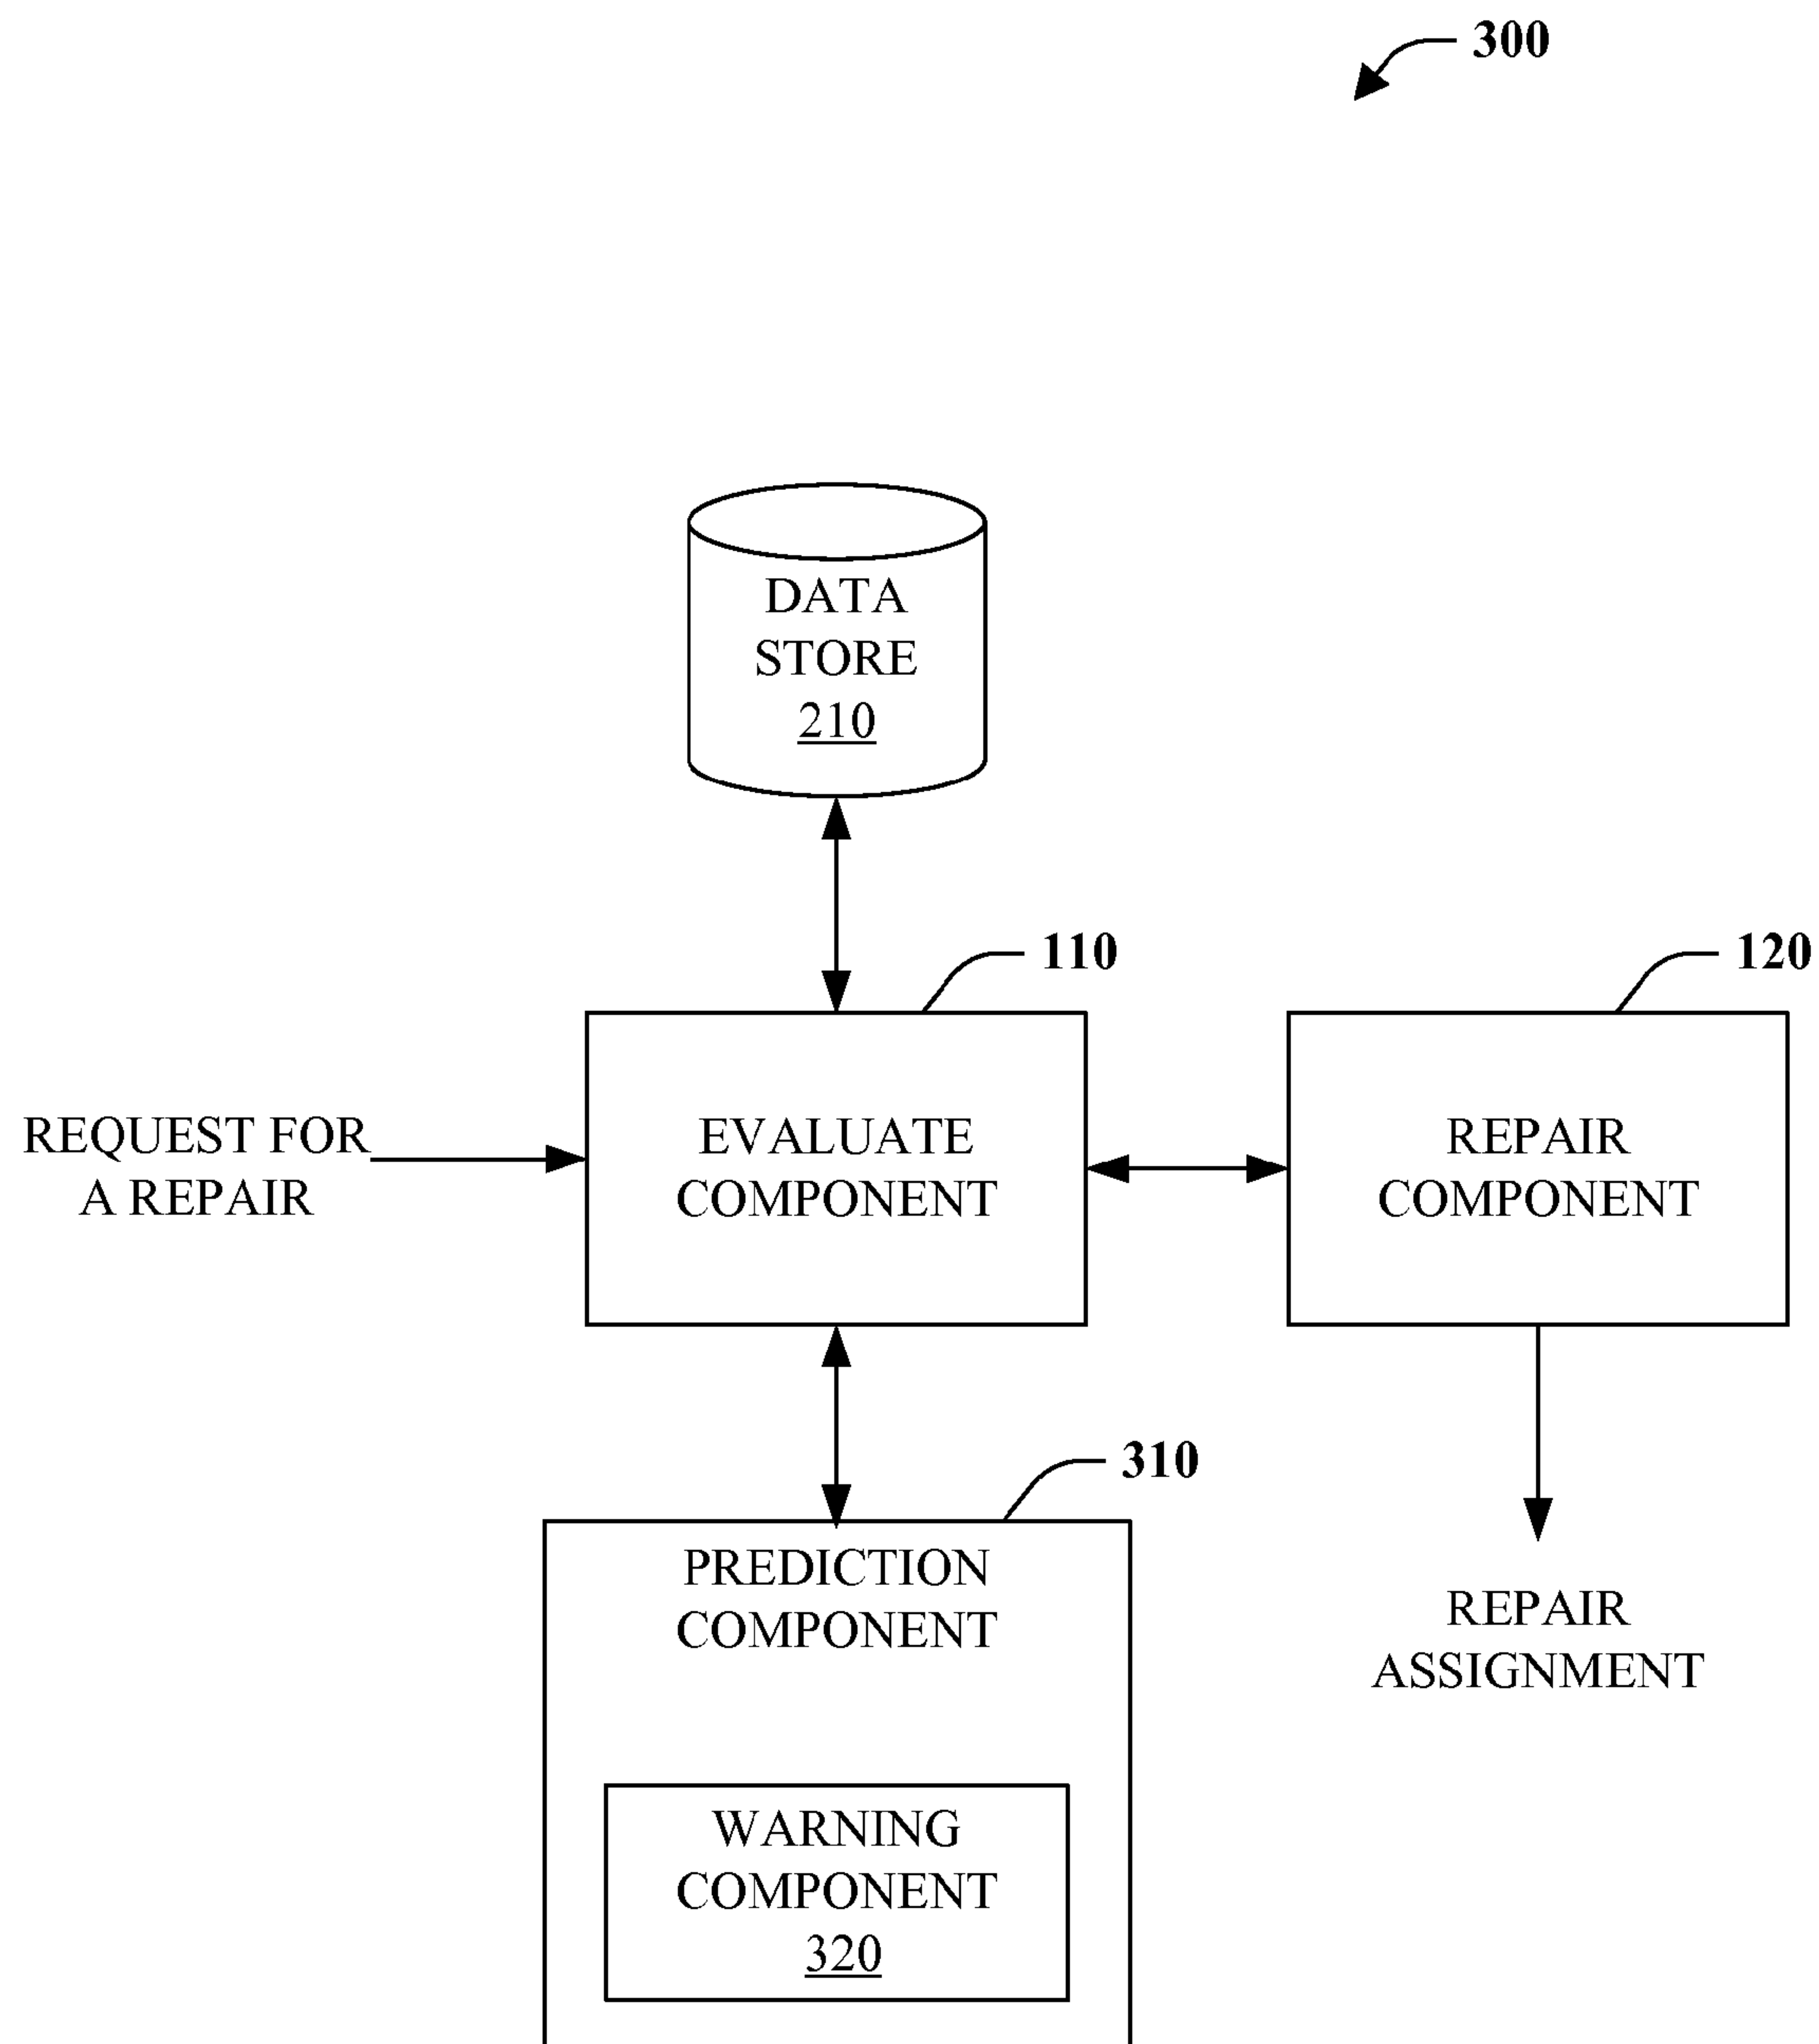 300
DATA
STORE
210
110
120
REQUEST FOR
A REPAIR
EVALUATE
COMPONENT
REPAIR
COMPONENT
310
PREDICTION
COMPONENT
REPAIR
ASSIGNMENT
WARNING
COMPONENT
320